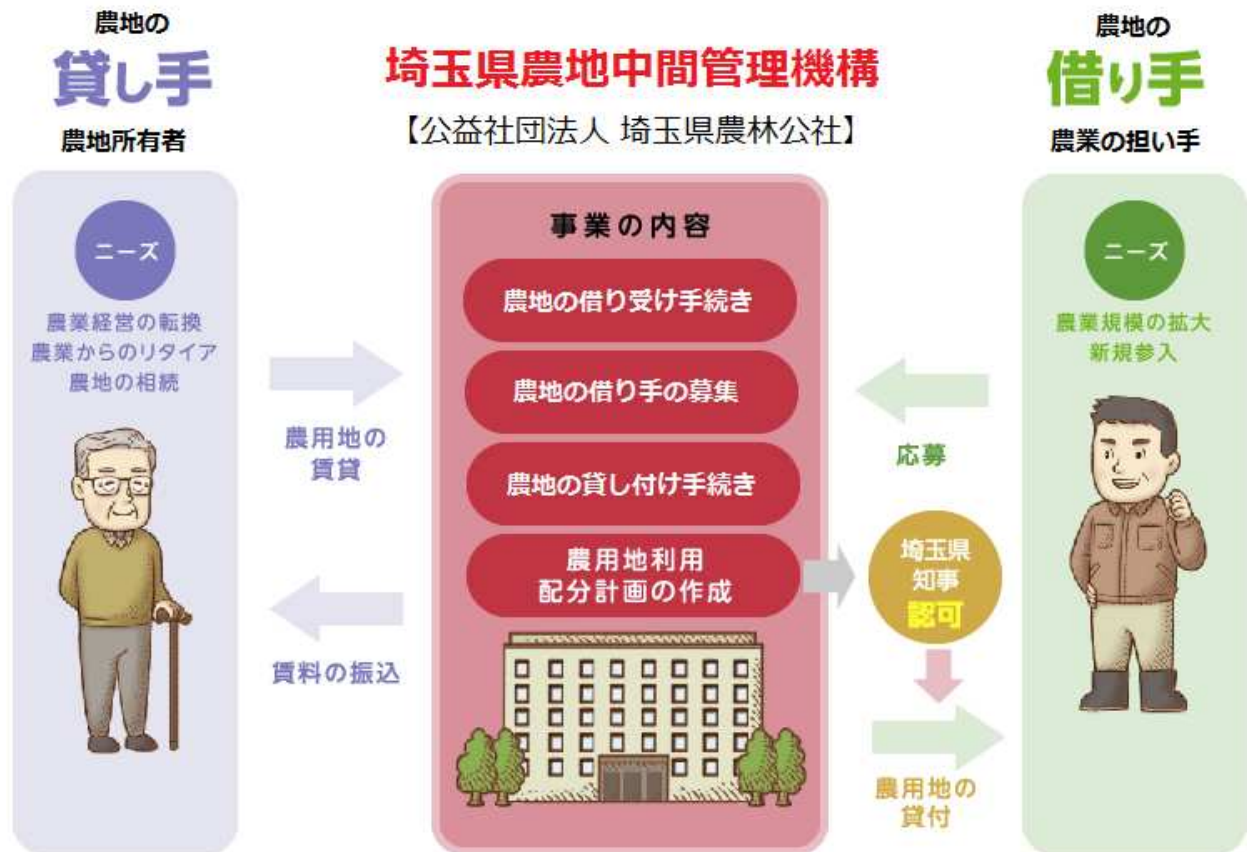 農地の
貸し手
農地所有者
ニーズ
農業経営の転換
農業からのリタイア
農地の相続
農用地の
賃貸
賃料の振込
埼玉県農地中間管理機構
【公益社団法人 埼玉県農林公社】
事業の内容
農地の借り受け手続き
農地の借り手の募集
農地の貸し付け手続き
農用地利用
配分計画の作成
農地の
借り手
農業の担い手
ニーズ
農業規模の拡大
新規参入
応募
埼玉県
知事
認可
農用地の
貸付